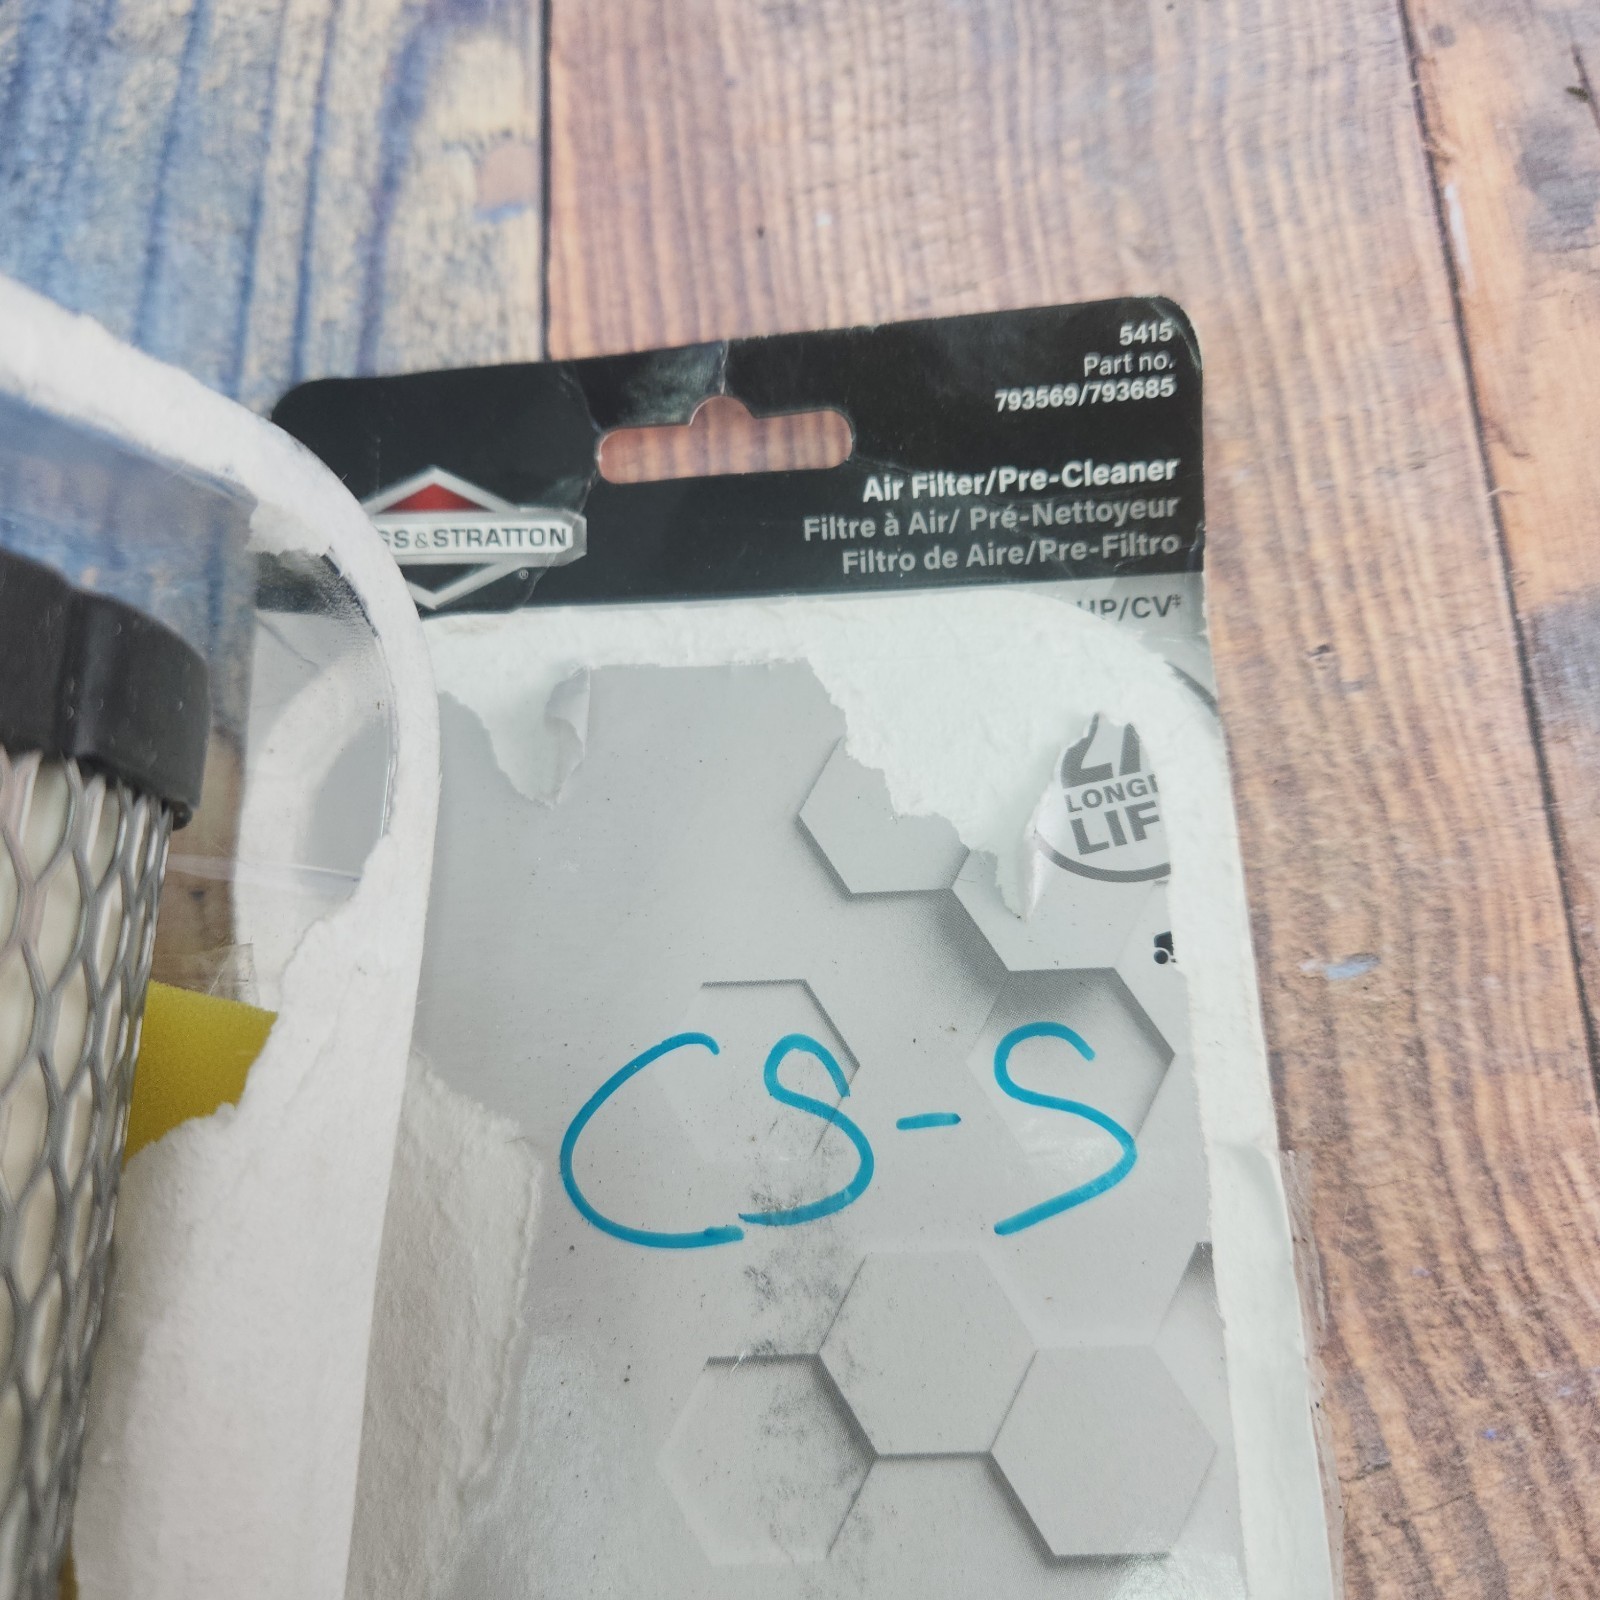 5415
Part no.
793569/793685
Air Filter/Pre-Cleaner
Filtre à Air/ Pré-Nettoyeur
Filtro de Aire/Pre-Filtro
& STRATTON
®
HP/CV‡
CS-S